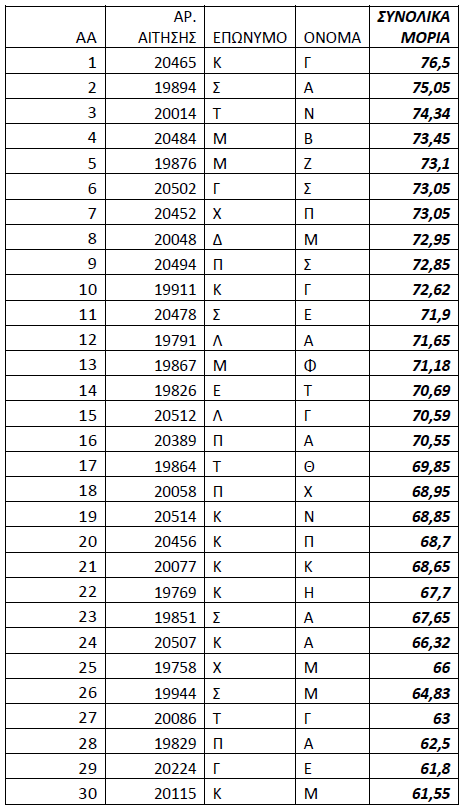 ΑΑ ΑΡ. ΑΙΤΗΣΗΣ ΕΠΩΝΥΜΟ ΟΝΟΜΑ ΣΥΝΟΛΙΚΑ ΜΟΡΙΑ
1 20465 Κ Γ 76,5
2 19894 Σ Α 75,05
3 20014 Τ Ν 74,34
4 20484 Μ Β 73,45
5 19876 Μ Ζ 73,1
6 20502 Γ Σ 73,05
7 20452 Χ Π 73,05
8 20048 Δ Μ 72,95
9 20494 Π Σ 72,85
10 19911 Κ Γ 72,62
11 20478 Σ Ε 71,9
12 19791 Λ Α 71,65
13 19867 Μ Φ 71,18
14 19826 Ε Τ 70,69
15 20512 Λ Γ 70,59
16 20389 Π Α 70,55
17 19864 Τ Θ 69,85
18 20058 Π Χ 68,95
19 20514 Κ Ν 68,85
20 20456 Κ Π 68,7
21 20077 Κ Κ 68,65
22 19769 Κ Η 67,7
23 19851 Σ Α 67,65
24 20507 Κ Α 66,32
25 19758 Χ Μ 66
26 19944 Σ Μ 64,83
27 20086 Τ Γ 63
28 19829 Π Α 62,5
29 20224 Γ Ε 61,8
30 20115 Κ Μ 61,55